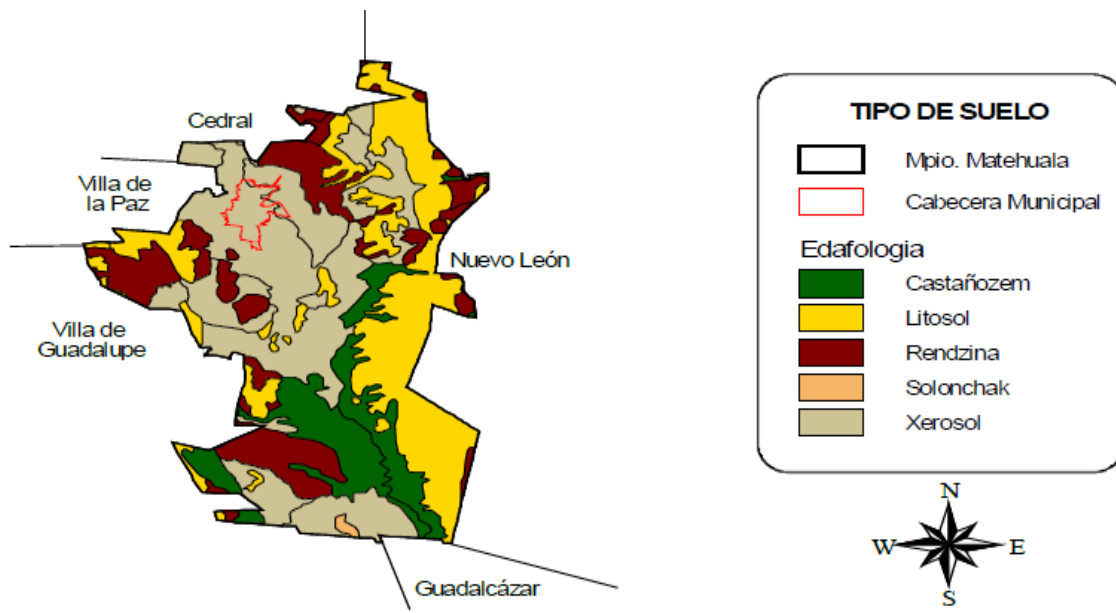 Cedral
Villa de
la Paz
Nuevo León
Villa de
Guadalupe
Guadalcázar
TIPO DE SUELO
Mpio. Matehuala
Cabecera Municipal
Edafologia
Castañozem
Litosol
Rendzina
Solonchak
Xerosol
N
W E
S